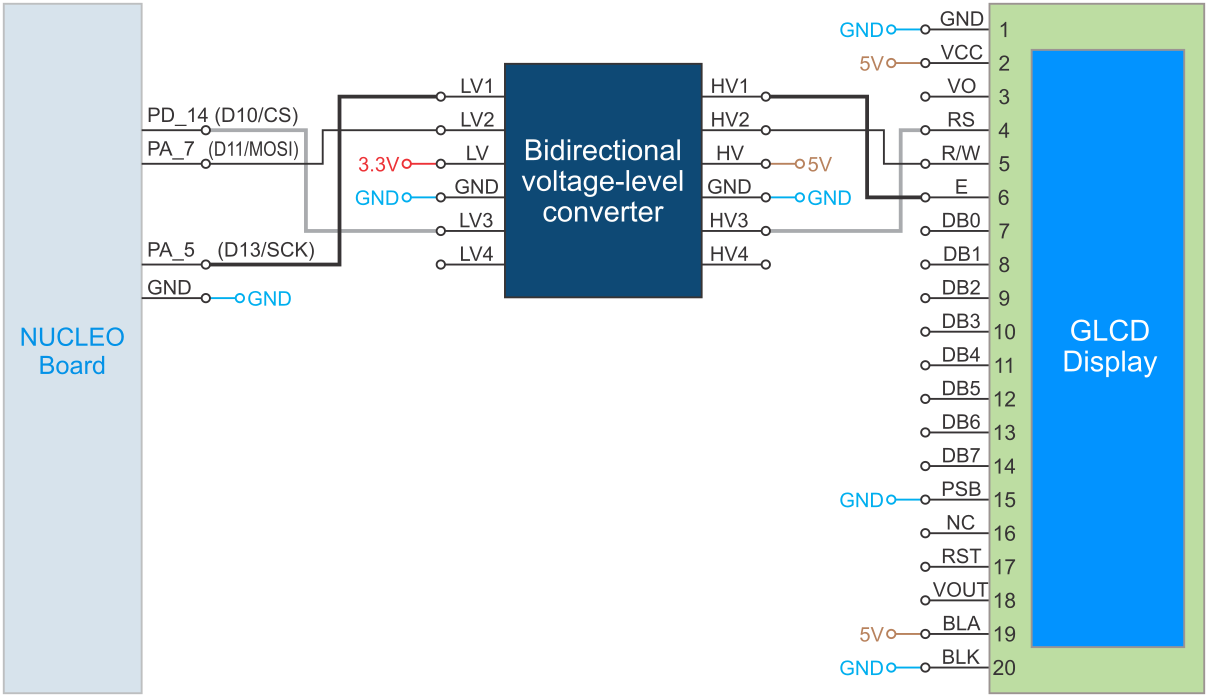 PD_14 (D10/CS)
PA_7 (D11/MOSI)
PA_5 (D13/SCK)
GND
GND
NUCLEO
Board
LV1
LV2
3.3V
LV
GND
GND
LV3
LV4
Bidirectional
voltage-level
converter
HV1
HV2
HV
5V
GND
GND
HV3
HV4
GND GND 1
5V VCC 2
VO 3
RS 4
R/W 5
E 6
DB0 7
DB1 8
DB2 9
DB3 10
DB4 11
DB5 12
DB6 13
DB7 14
GND PSB 15
NC 16
RST 17
VOUT 18
5V BLA 19
GND BLK 20
GLCD
Display